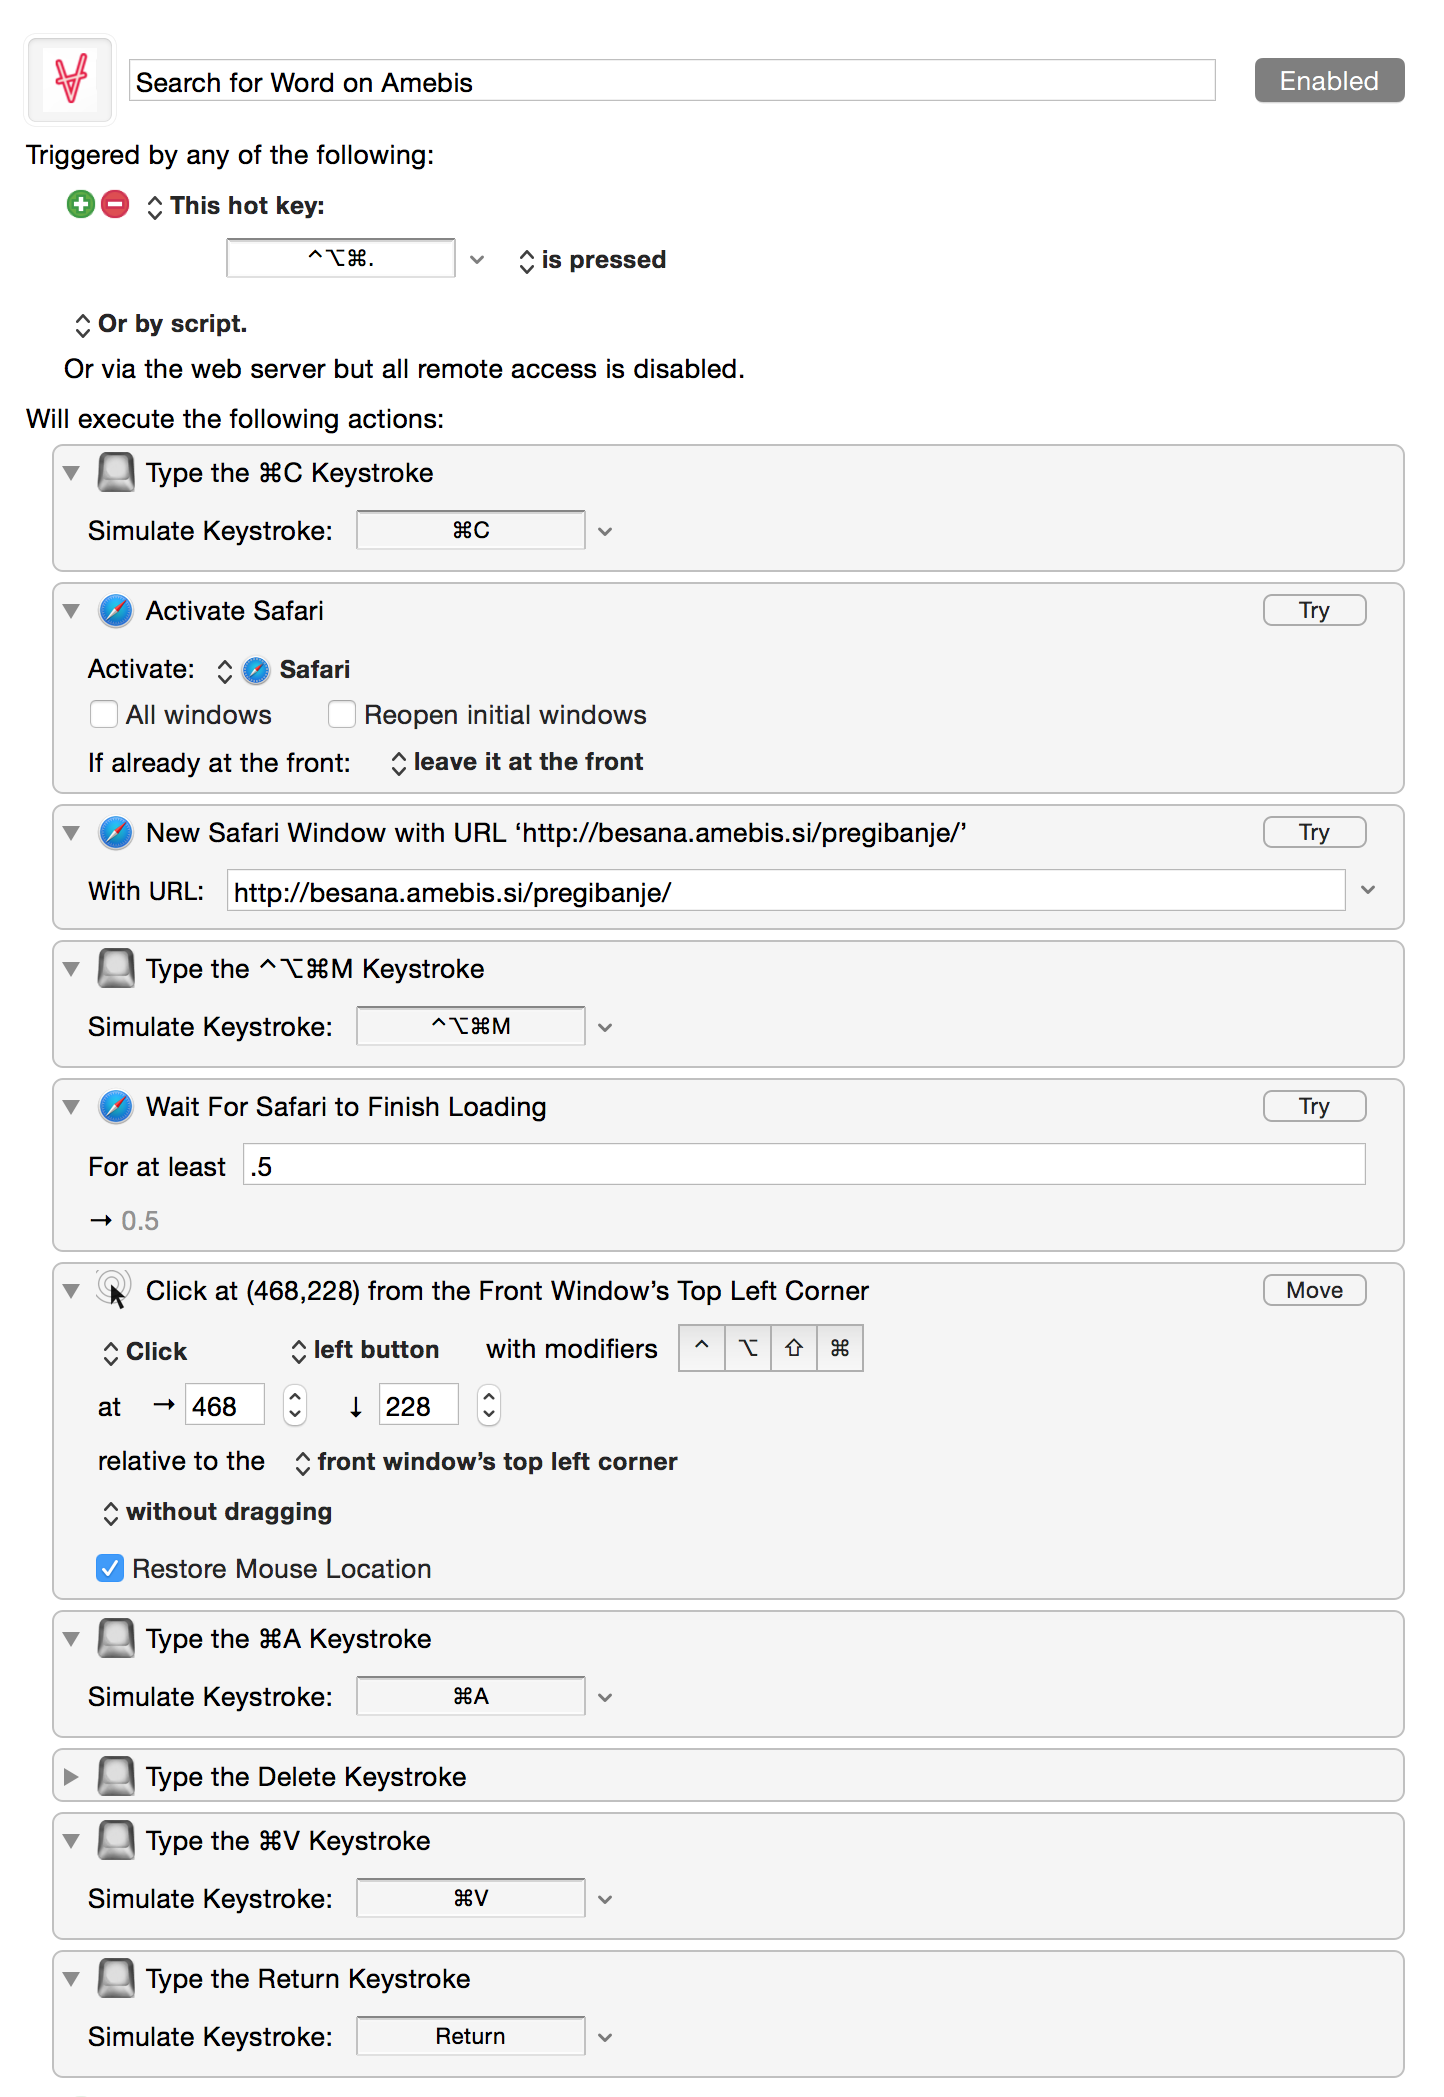 Search for Word on Amebis
Enabled
Triggered by any of the following:
This hot key:
^⌥⌘. is pressed
Or by script.
Or via the web server but all remote access is disabled.
Will execute the following actions:
Type the ⌘C Keystroke
Simulate Keystroke: ⌘C
Activate Safari Try
Activate: Safari
All windows Reopen initial windows
If already at the front: leave it at the front
New Safari Window with URL ‘http://besana.amebis.si/pregibanje/’ Try
With URL: http://besana.amebis.si/pregibanje/
Type the ^⌥⌘M Keystroke
Simulate Keystroke: ^⌥⌘M
Wait For Safari to Finish Loading Try
For at least .5
→ 0.5
Click at (468,228) from the Front Window’s Top Left Corner Move
Click left button with modifiers ^ ⌥ ⇧ ⌘
at → 468 ↓ 228
relative to the front window’s top left corner
without dragging
Restore Mouse Location
Type the ⌘A Keystroke
Simulate Keystroke: ⌘A
Type the Delete Keystroke
Type the ⌘V Keystroke
Simulate Keystroke: ⌘V
Type the Return Keystroke
Simulate Keystroke: Return